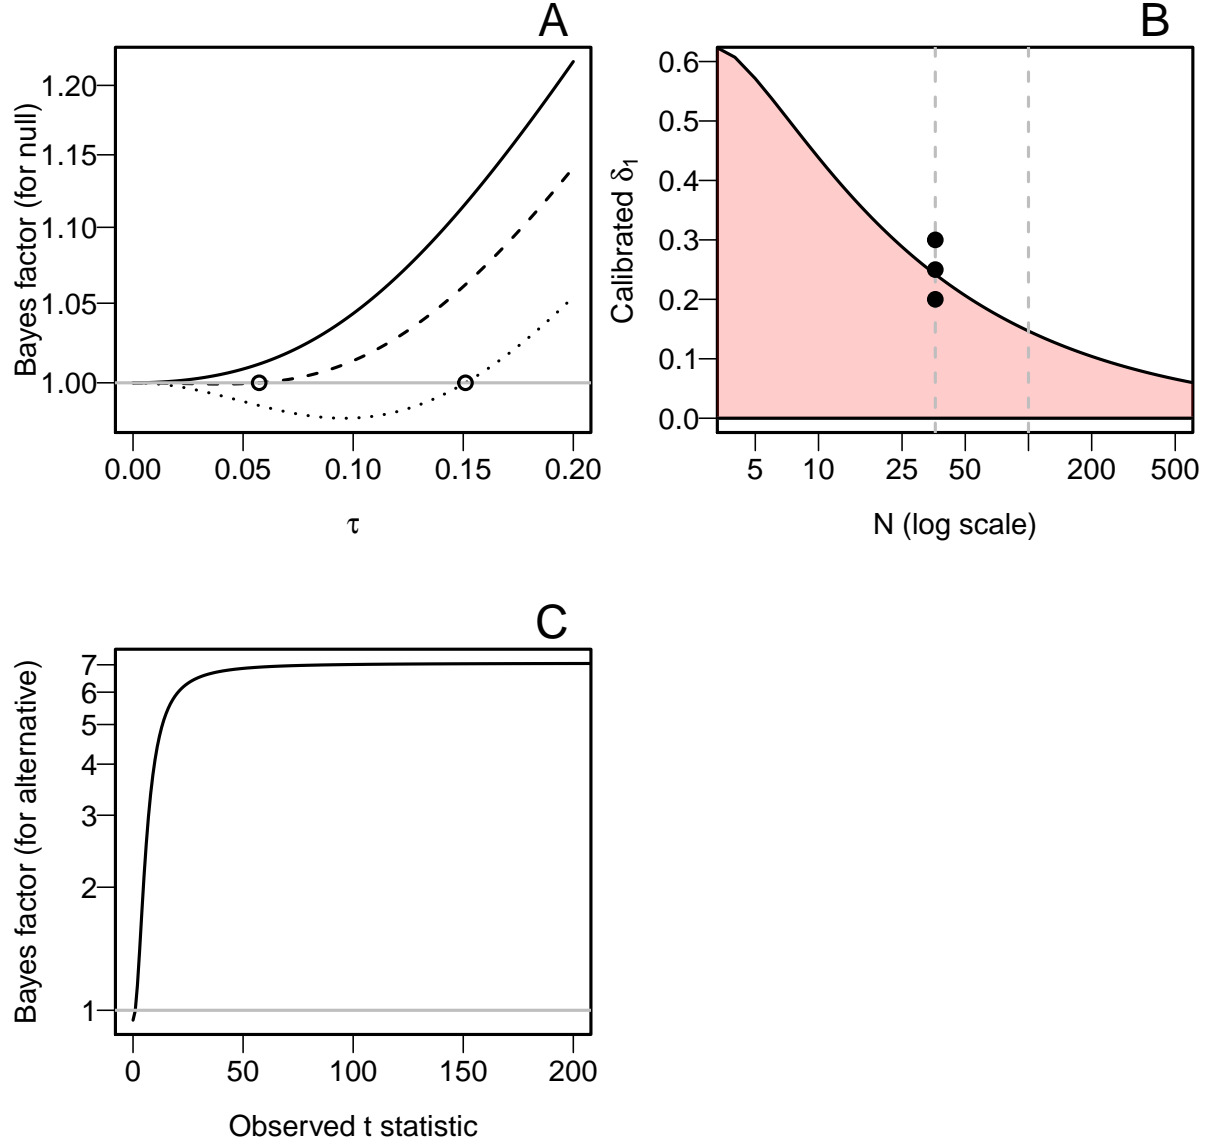 A
Bayes factor (for null)
1.20
1.15
1.10
1.05
1.00
0.00 0.05 0.10 0.15 0.20
τ
B
Calibrated δ1
0.6
0.5
0.4
0.3
0.2
0.1
0.0
5 10 25 50 200 500
N (log scale)
C
Bayes factor (for alternative)
7
6
5
4
3
2
1
0 50 100 150 200
Observed t statistic